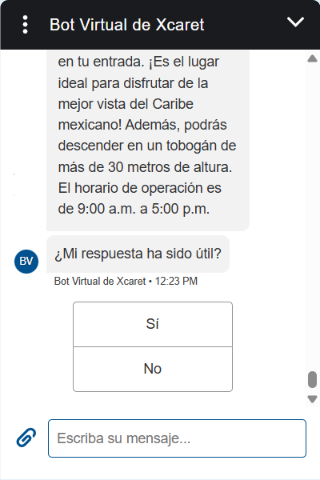 Bot Virtual de Xcaret
en tu entrada. ¡Es el lugar
ideal para disfrutar de la
mejor vista del Caribe
mexicano! Además, podrás
descender en un tobogán de
más de 30 metros de altura.
El horario de operación es
de 9:00 a.m. a 5:00 p.m.
¿Mi respuesta ha sido útil?
BV
Bot Virtual de Xcaret • 12:23 PM
Sí
No
Escriba su mensaje...